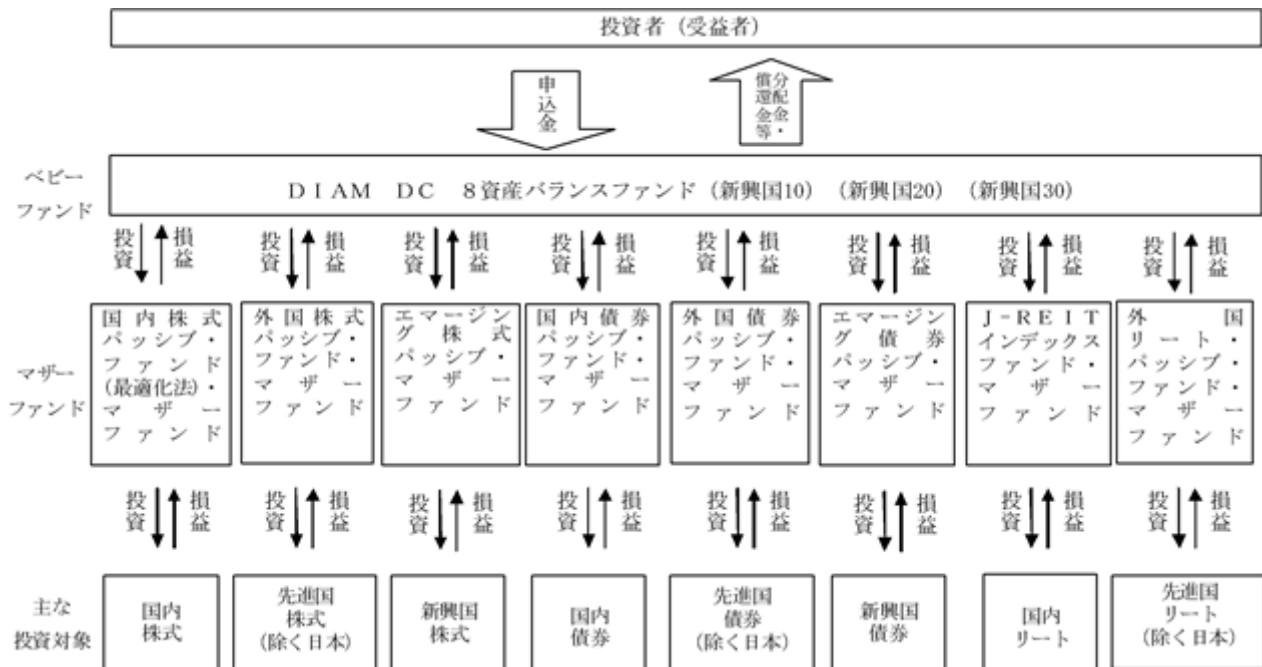 投資者（受益者）
申込金
分配金・
償還金等
ベビー
ファンド
ＤＩＡＭ　ＤＣ　８資産バランスファンド（新興国10）（新興国20）（新興国30）
投資
損益
投資
損益
投資
損益
投資
損益
投資
損益
投資
損益
投資
損益
投資
損益
マザー
ファンド
国内株式
パッシブ・
ファンド
(最適化法)・
マザー
ファンド
外国株式
パッシブ・
ファンド・
マザー
ファンド
エマージン
グ株式
パッシブ・
マザー
ファンド
国内債券
パッシブ・
ファンド・
マザー
ファンド
外国債券
パッシブ・
ファンド・
マザー
ファンド
エマージン
グ債券
パッシブ・
マザー
ファンド
J-REIT
インデックス
ファンド・
マザー
ファンド
外国
リート・
パッシブ・
ファンド・
マザー
ファンド
投資
損益
投資
損益
投資
損益
投資
損益
投資
損益
投資
損益
投資
損益
投資
損益
主な
投資対象
国内
株式
先進国
株式
(除く日本)
新興国
株式
国内
債券
先進国
債券
(除く日本)
新興国
債券
国内
リート
先進国
リート
(除く日本)